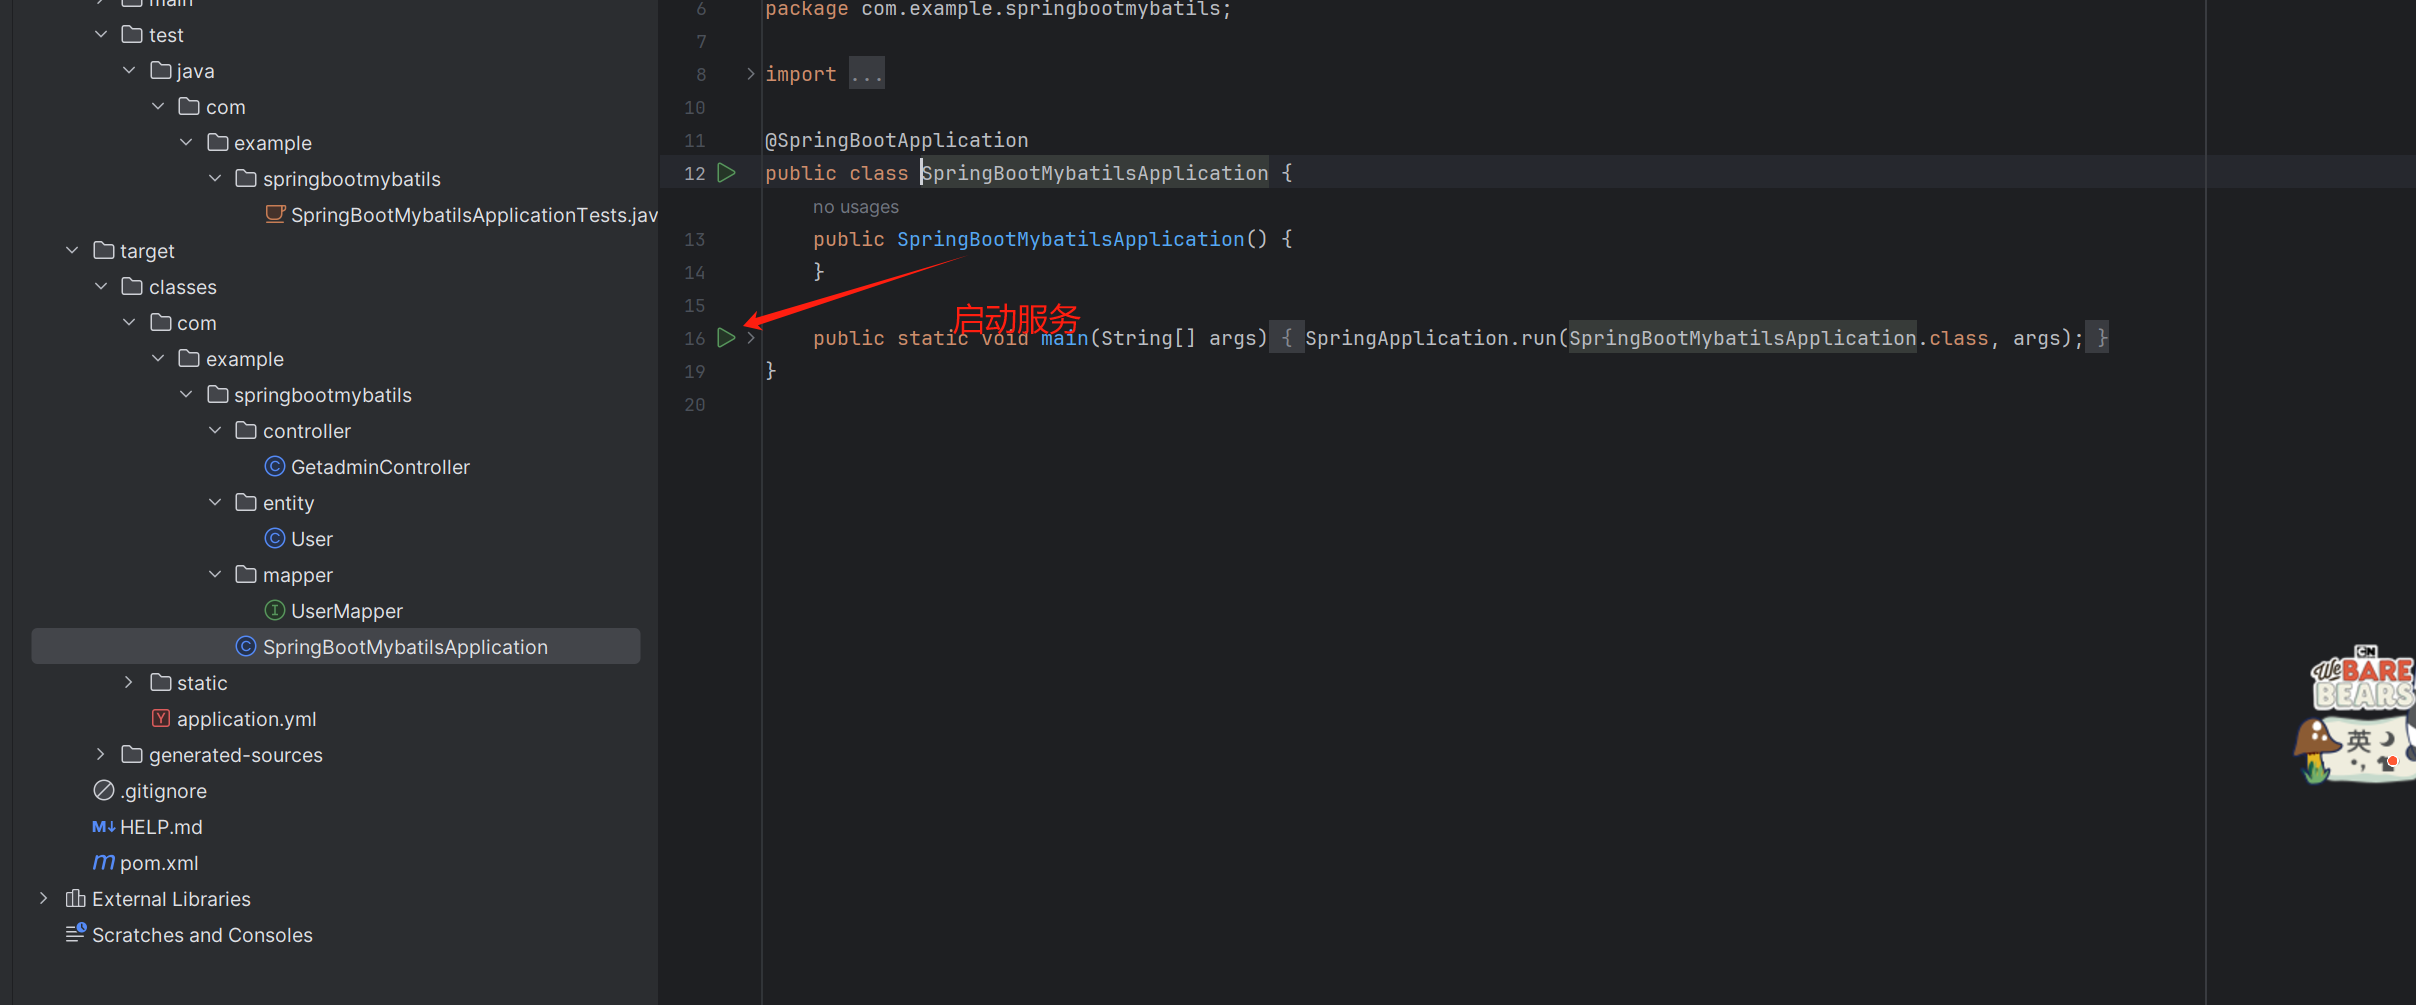 main
test
java
com
example
springbootmybatils
SpringBootMybatilsApplicationTests.jav
target
classes
com
example
springbootmybatils
controller
GetadminController
entity
User
mapper
UserMapper
SpringBootMybatilsApplication
static
application.yml
generated-sources
.gitignore
HELP.md
pom.xml
External Libraries
Scratches and Consoles
6 package com.example.springbootmybatils;
7
8 import ...
10
11 @SpringBootApplication
12 public class SpringBootMybatilsApplication {
no usages
13 public SpringBootMybatilsApplication() {
14 }
15
启动服务
16 public static void main(String[] args) { SpringApplication.run(SpringBootMybatilsApplication.class, args); }
19 }
20
CN
We BARE
BEARS
英